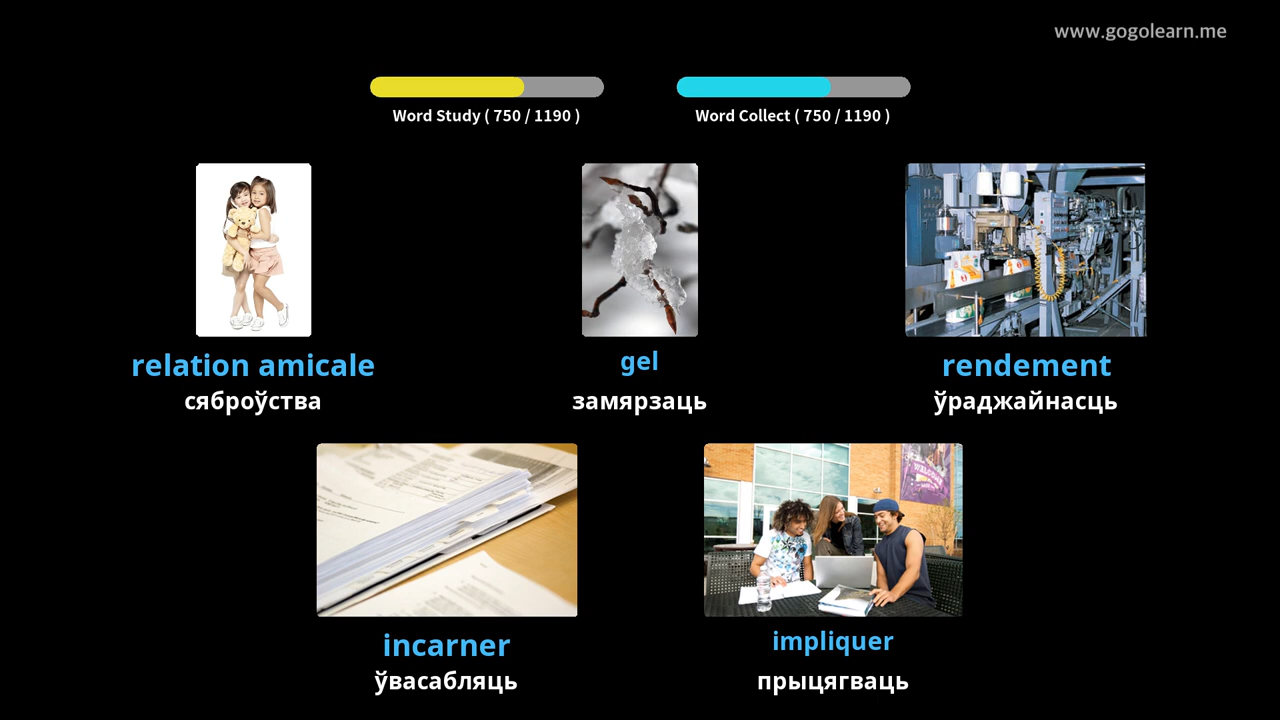 www.gogolearn.me
Word Study ( 750 / 1190 )
Word Collect ( 750 / 1190 )
relation amicale
сяброўства
gel
замярзаць
rendement
ўраджайнасць
incarner
ўвасабляць
impliquer
прыцягваць
WELCOME